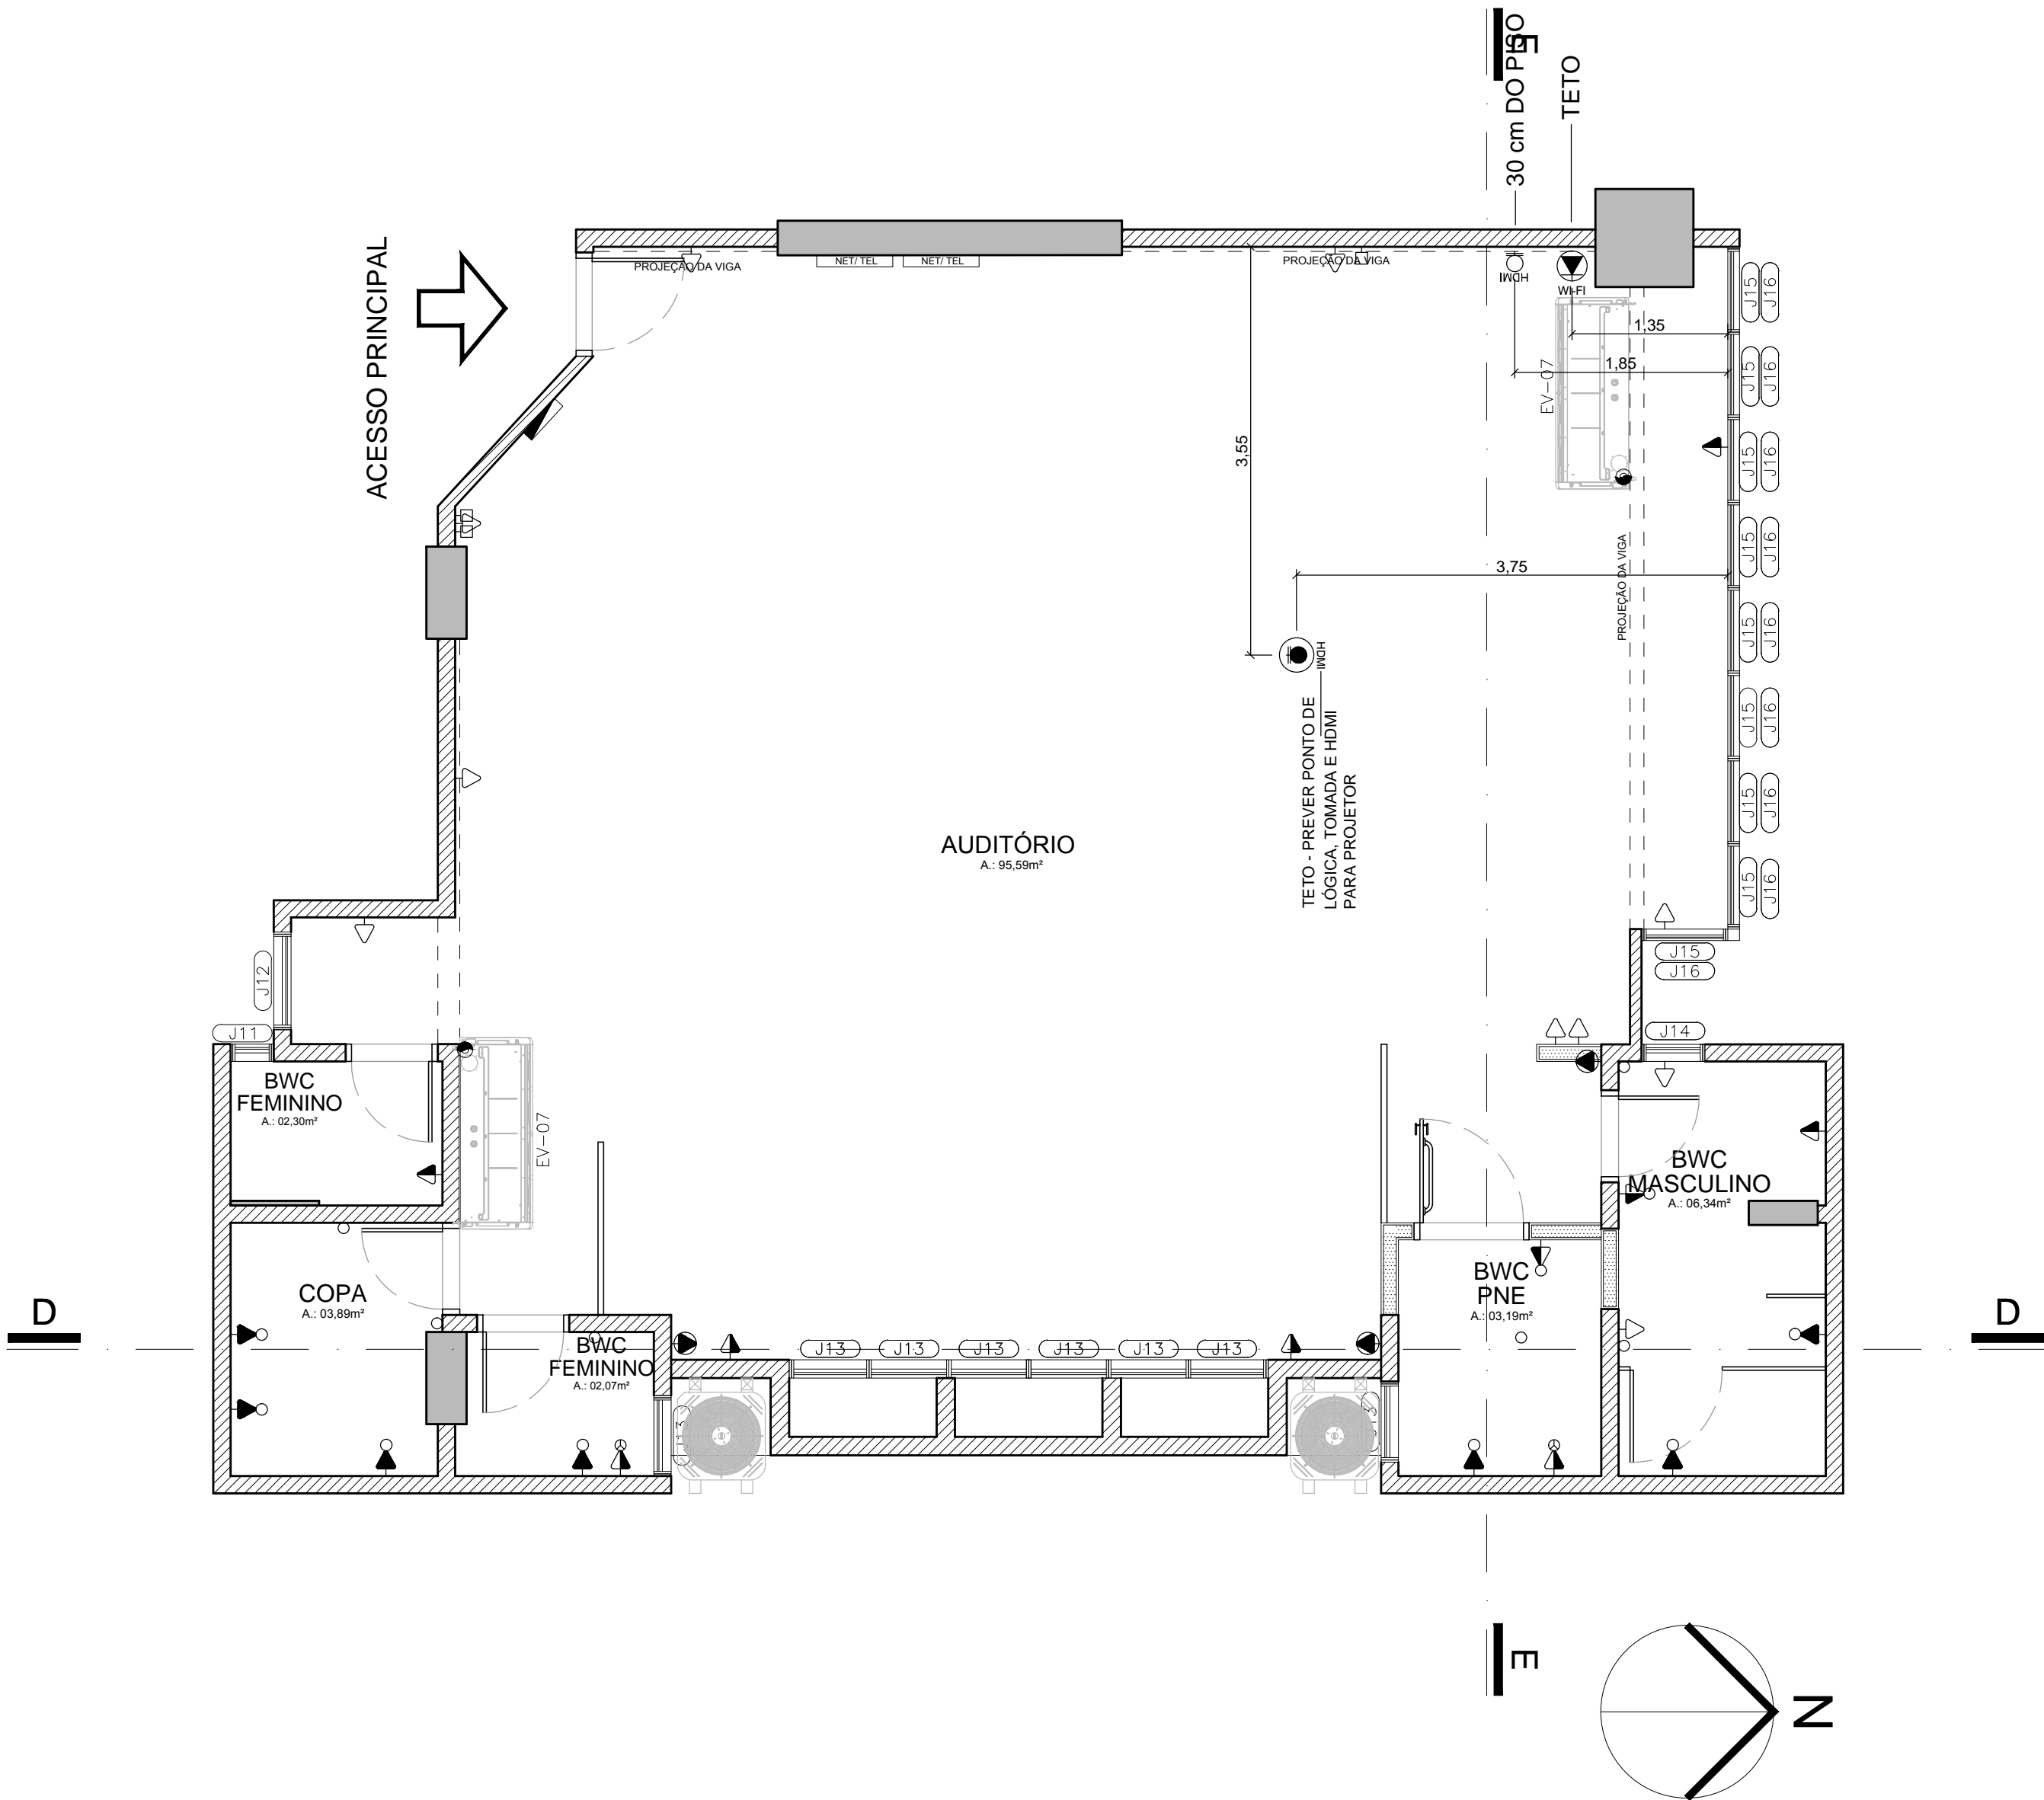 E
30 cm DO PISO
TETO
ACESSO PRINCIPAL
PROJEÇÃO DA VIGA
NET/ TEL
NET/ TEL
PROJEÇÃO DA VIGA
HDMI
WI-FI
1,35
1,85
EV-07
3,55
3,75
PROJEÇÃO DA VIGA
J15
J16
J15
J16
J15
J16
J15
J16
J15
J16
J15
J16
J15
J16
J15
J16
HDMI
TETO - PREVER PONTO DE
LÓGICA, TOMADA E HDMI
PARA PROJETOR
AUDITÓRIO
A.: 95,59m²
J15
J16
J12
J11
J14
BWC
FEMININO
A.: 02,30m²
EV-07
BWC
MASCULINO
A.: 06,34m²
COPA
A.: 03,89m²
BWC
PNE
A.: 03,19m²
D
D
BWC
FEMININO
A.: 02,07m²
J13
J13
J13
J13
J13
J13
J13
E
N